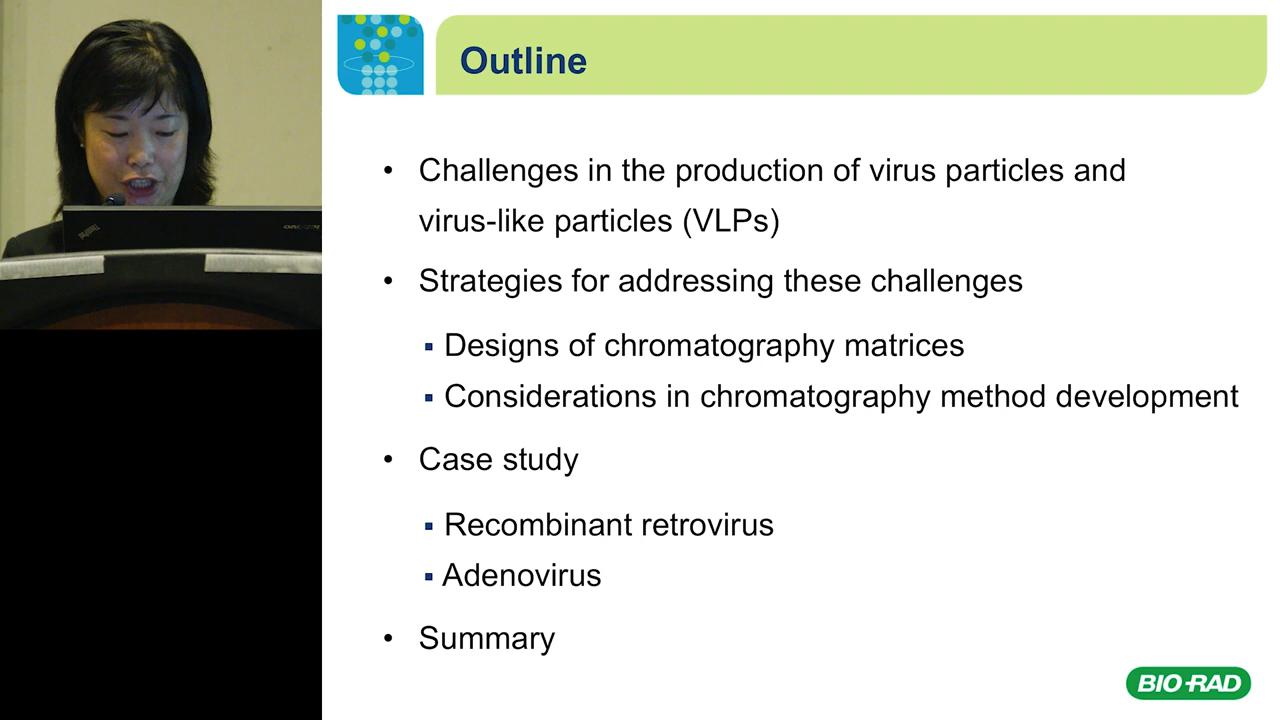 Outline
• Challenges in the production of virus particles and
virus-like particles (VLPs)
• Strategies for addressing these challenges
▪ Designs of chromatography matrices
▪ Considerations in chromatography method development
• Case study
▪ Recombinant retrovirus
▪ Adenovirus
• Summary
BIO-RAD